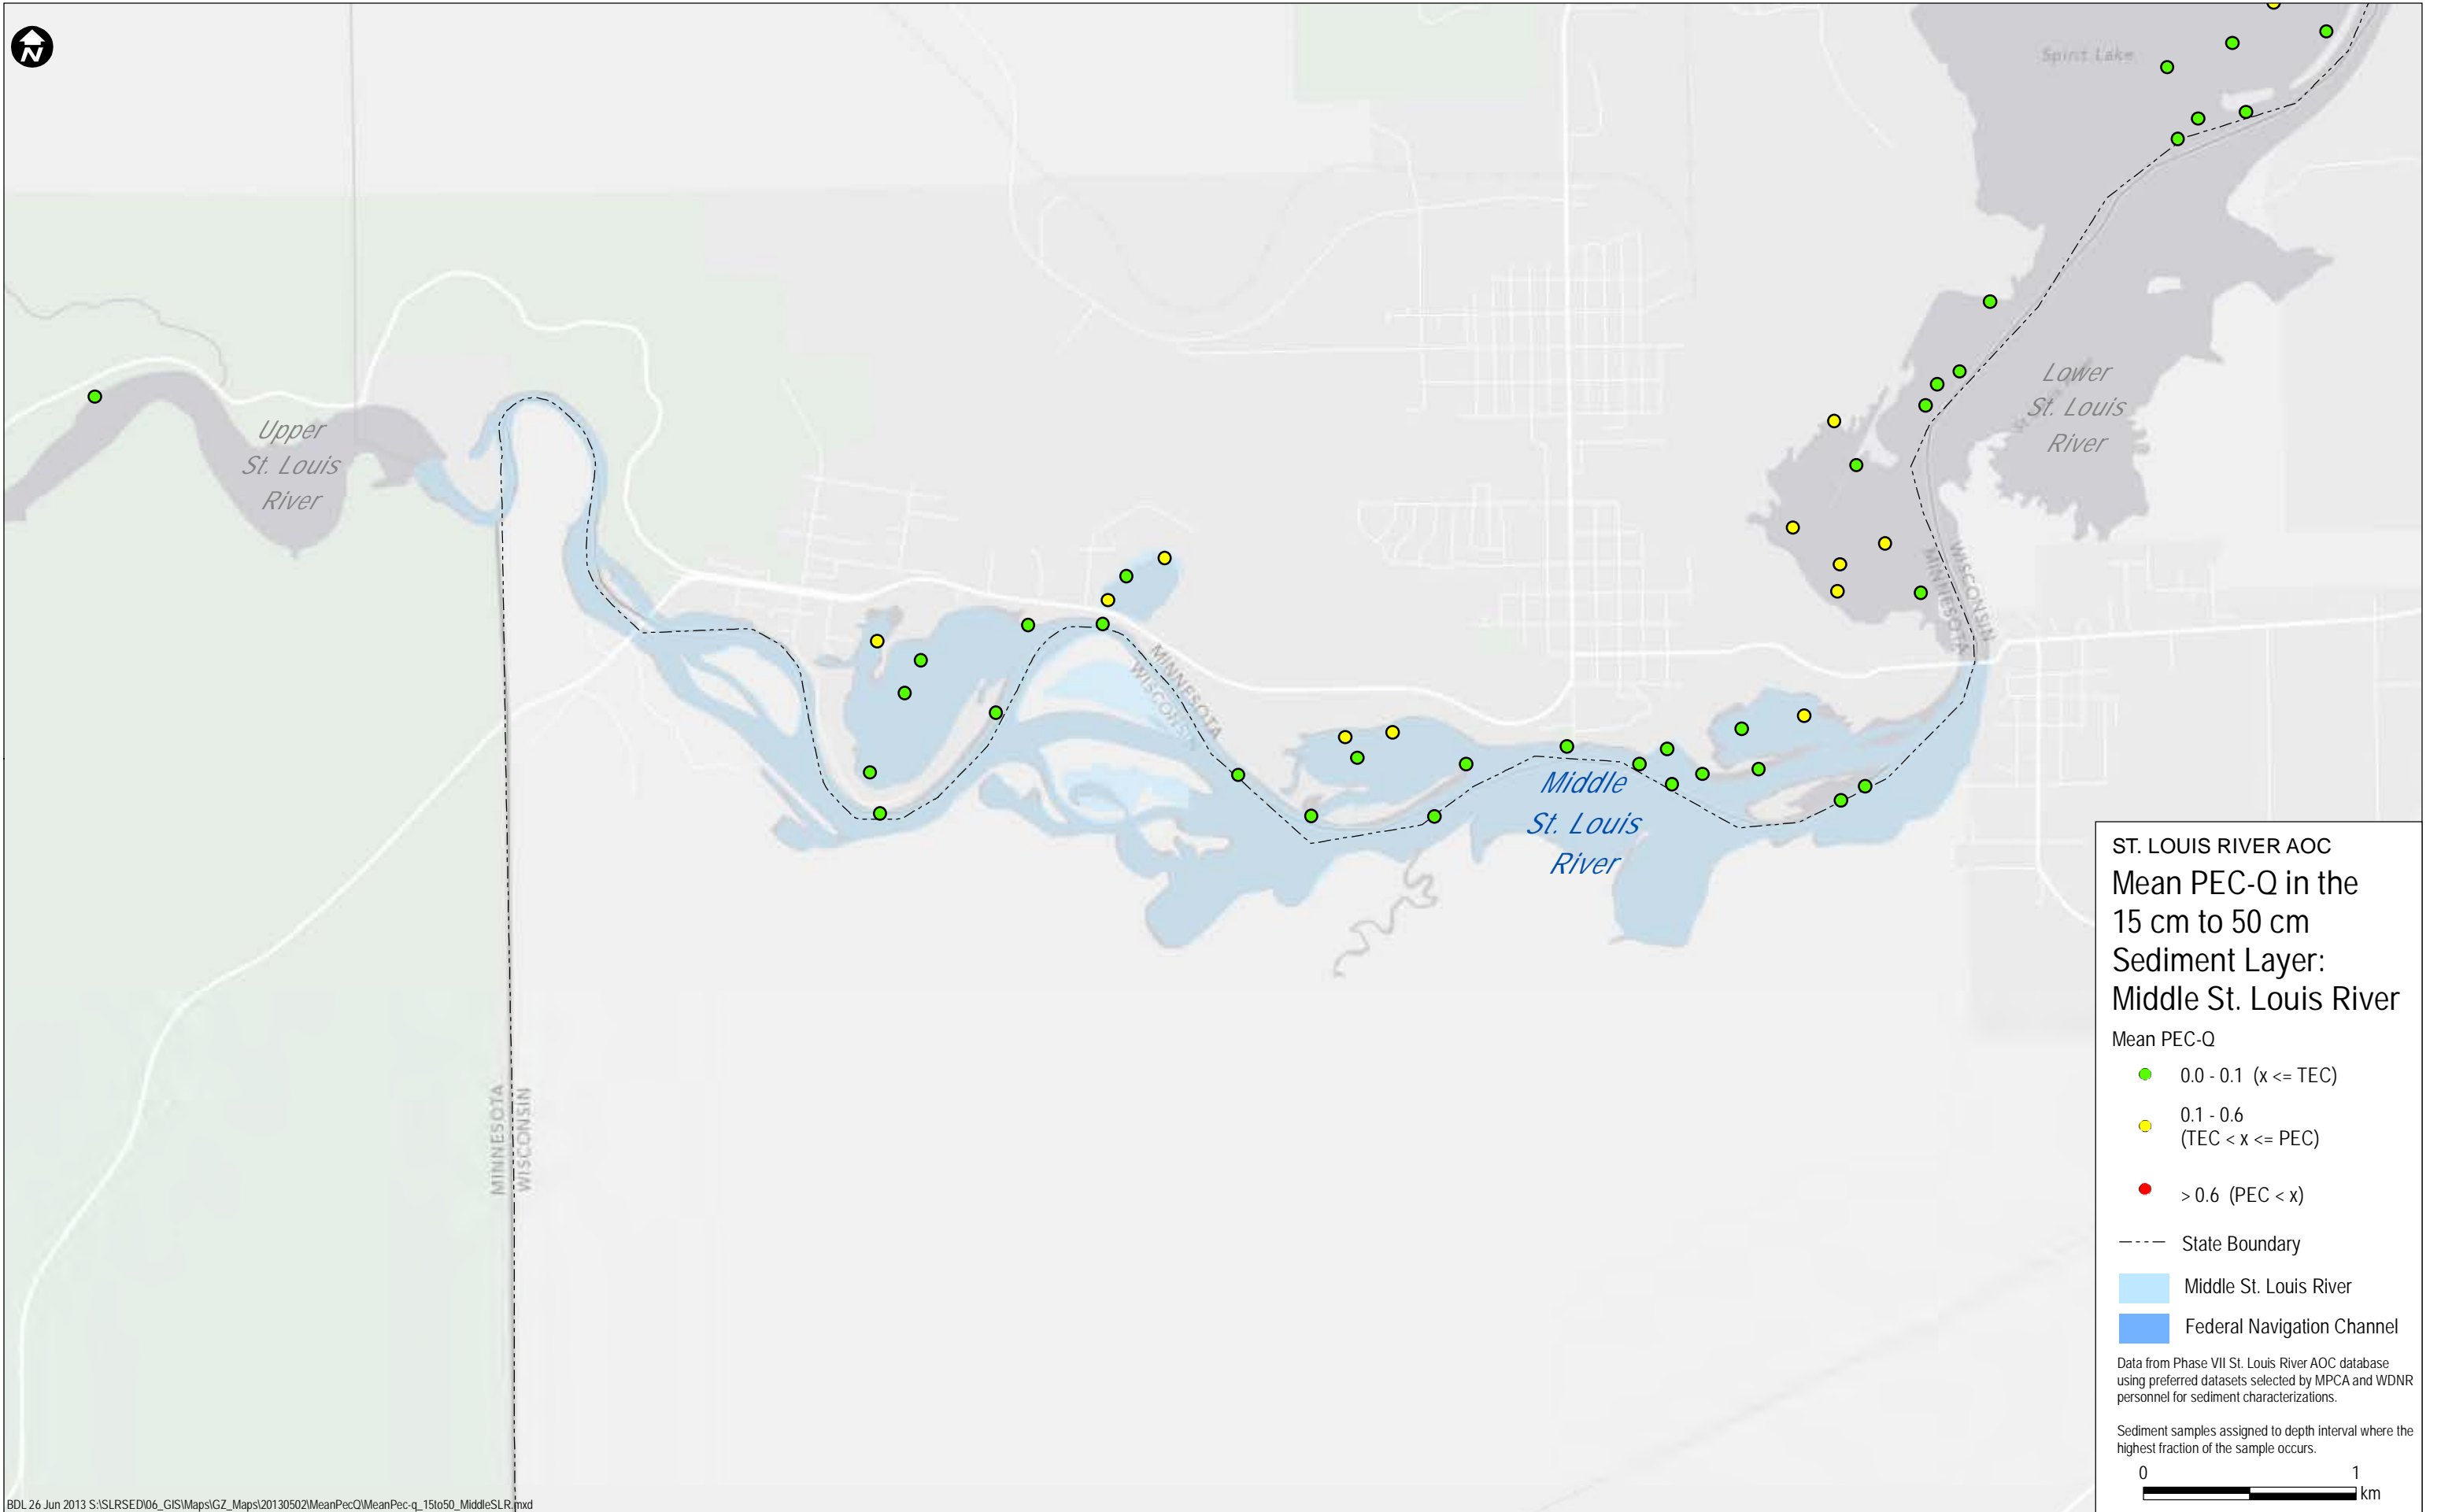 N
Spirit Lake
Upper
St. Louis
River
Lower
St. Louis
River
WISCONSIN
MINNESOTA
MINNESOTA
WISCONSIN
Middle
St. Louis
River
MINNESOTA
WISCONSIN
ST. LOUIS RIVER AOC
Mean PEC-Q in the
15 cm to 50 cm
Sediment Layer:
Middle St. Louis River
Mean PEC-Q
0.0 - 0.1 (x <= TEC)
0.1 - 0.6
(TEC < x <= PEC)
> 0.6 (PEC < x)
State Boundary
Middle St. Louis River
Federal Navigation Channel
Data from Phase VII St. Louis River AOC database
using preferred datasets selected by MPCA and WDNR
personnel for sediment characterizations.
Sediment samples assigned to depth interval where the
highest fraction of the sample occurs.
0 1
km
BDL 26 Jun 2013 S:\SLRSED\06_GIS\Maps\GZ_Maps\20130502\MeanPecQ\MeanPec-q_15to50_MiddleSLR.mxd